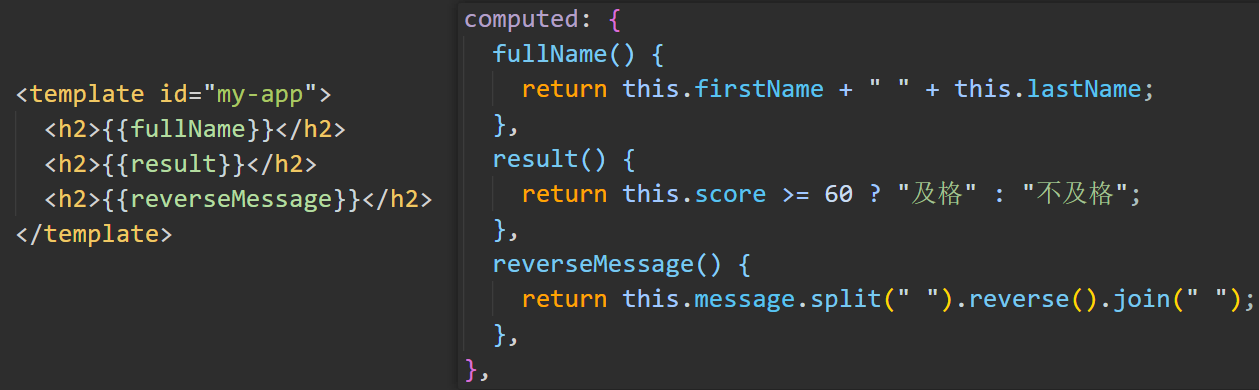 <template id="my-app">
<h2>{{fullName}}</h2>
<h2>{{result}}</h2>
<h2>{{reverseMessage}}</h2>
</template>
computed: {
fullName() {
return this.firstName + " " + this.lastName;
},
result() {
return this.score >= 60 ? "及格" : "不及格";
},
reverseMessage() {
return this.message.split(" ").reverse().join(" ");
},
},